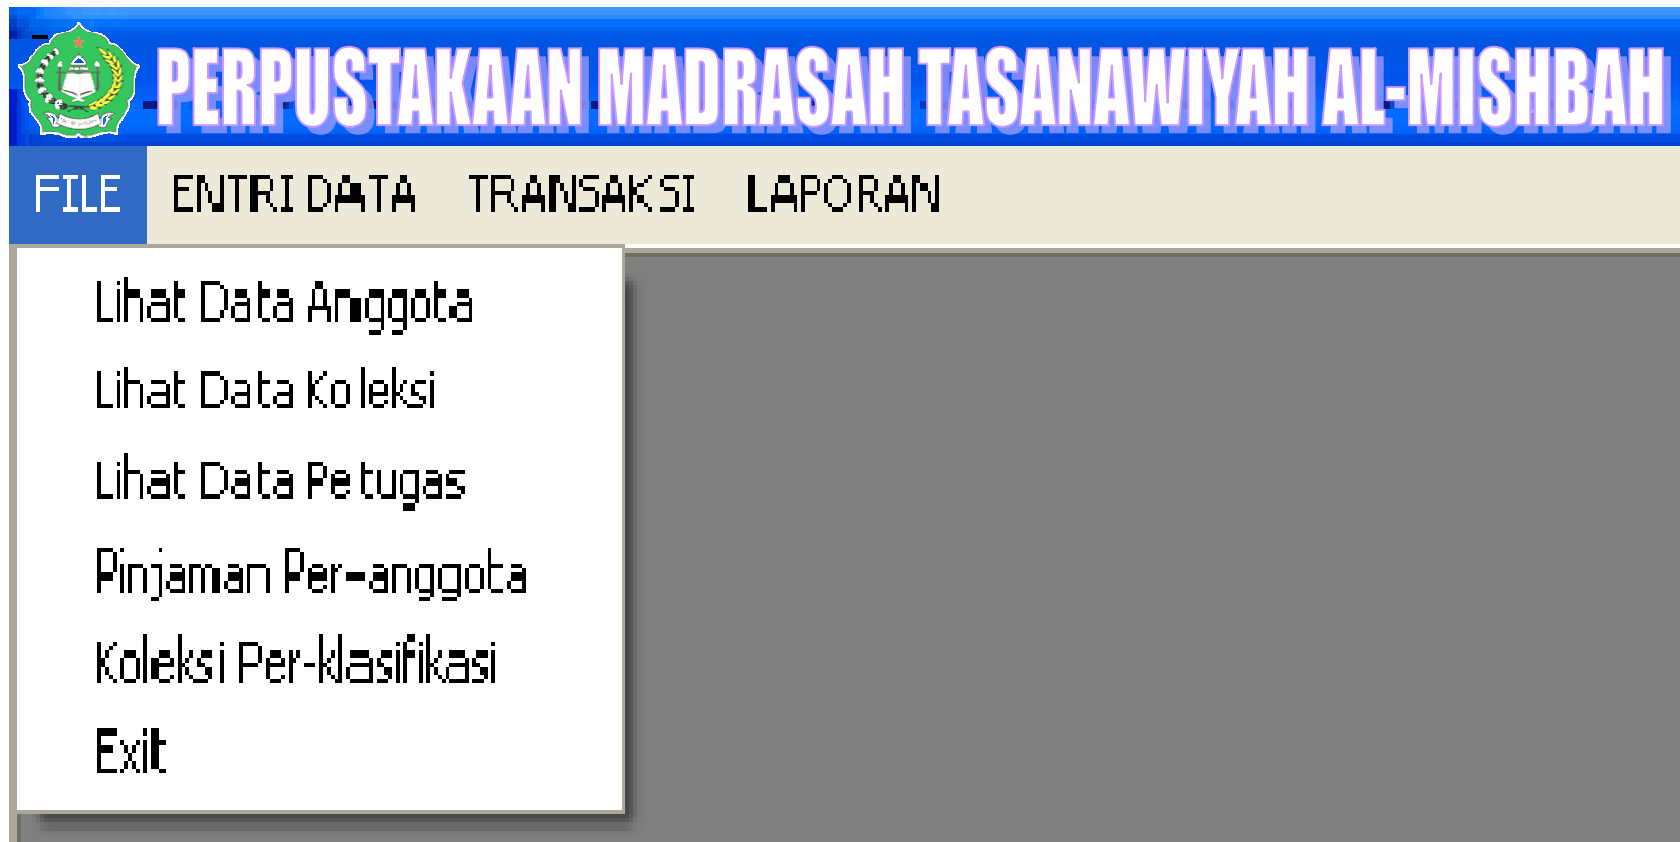 PERPUSTAKAAN MADRASAH TASANAWIYAH AL-MISHBAH
FILE ENTRI DATA TRANSAKSI LAPORAN
Lihat Data Anggota
Lihat Data Koleksi
Lihat Data Petugas
Pinjaman Per-anggota
Koleksi Per-klasifikasi
Exit